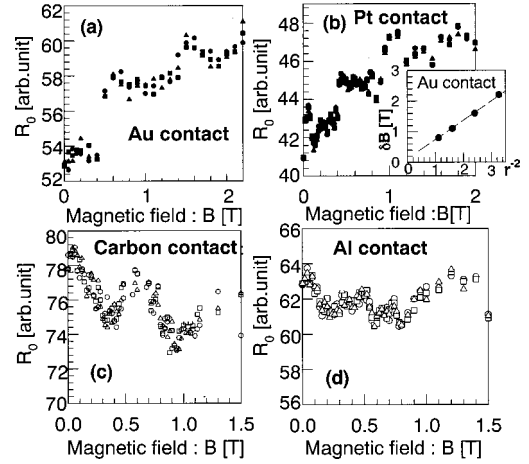 (a)
Au contact
R0 [arb.unit]
62
60
58
56
54
52
0
1
2
Magnetic field : B [T]
(b)
Pt contact
R0 [arb.unit]
48
46
44
42
40
0
1
2
Magnetic field :B[T]
Au contact
δB [T]
3
2
1
0
0
1
2
3
r-2
(c)
Carbon contact
R0 [arb.unit]
80
78
76
74
72
70
0.0
0.5
1.0
1.5
Magnetic field : B [T]
(d)
Al contact
R0 [arb.unit]
66
64
62
60
58
56
0.0
0.5
1.0
1.5
Magnetic field : B [T]